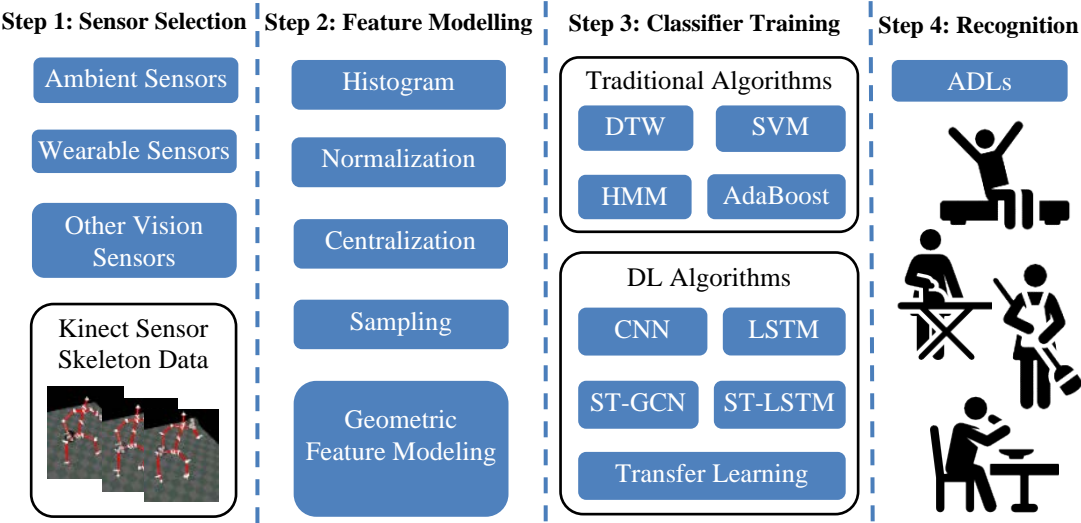 Step 1: Sensor Selection
Ambient Sensors
Wearable Sensors
Other Vision
Sensors
Kinect Sensor
Skeleton Data
Step 2: Feature Modelling
Histogram
Normalization
Centralization
Sampling
Geometric
Feature Modeling
Step 3: Classifier Training
Traditional Algorithms
DTW
SVM
HMM
AdaBoost
DL Algorithms
CNN
LSTM
ST-GCN
ST-LSTM
Transfer Learning
Step 4: Recognition
ADLs